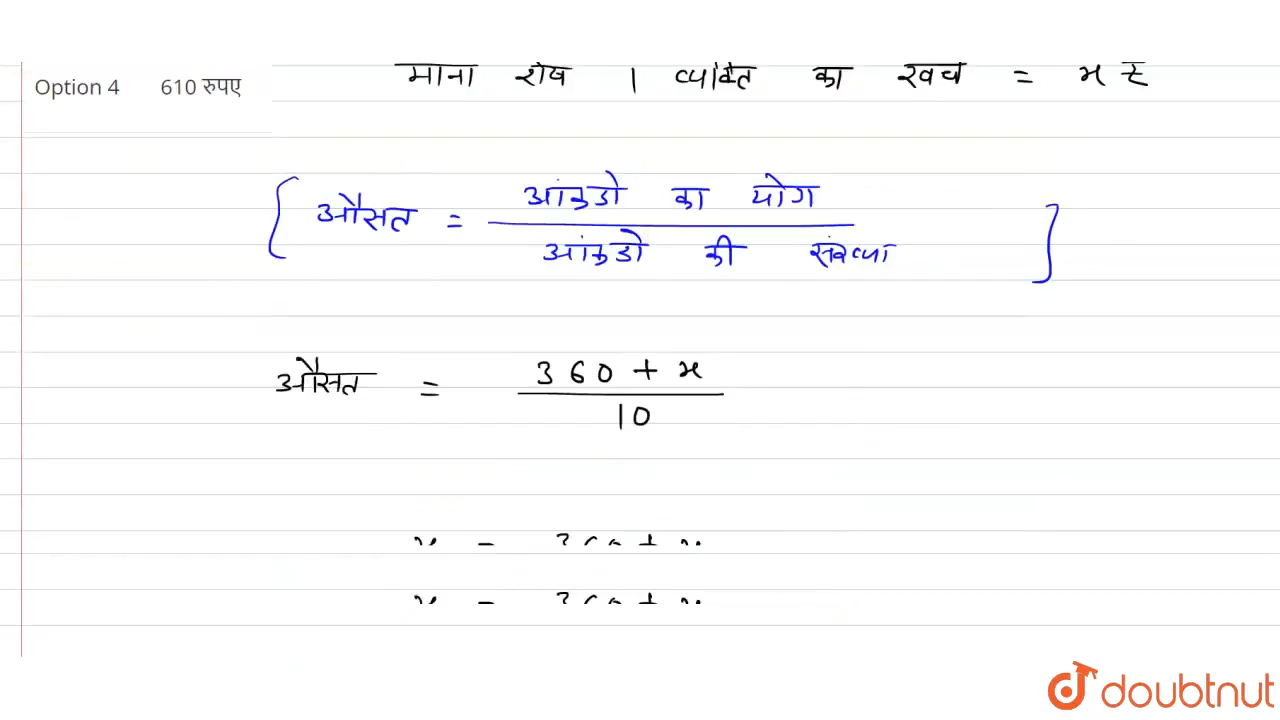 माना शेष 1 व्यक्ति का खर्च = x ₹
Option 4 610 रुपए
[ औसत = आंकडो का योग
आंकडो की संख्या ]
औसत = 360 + x
10
doubtnut